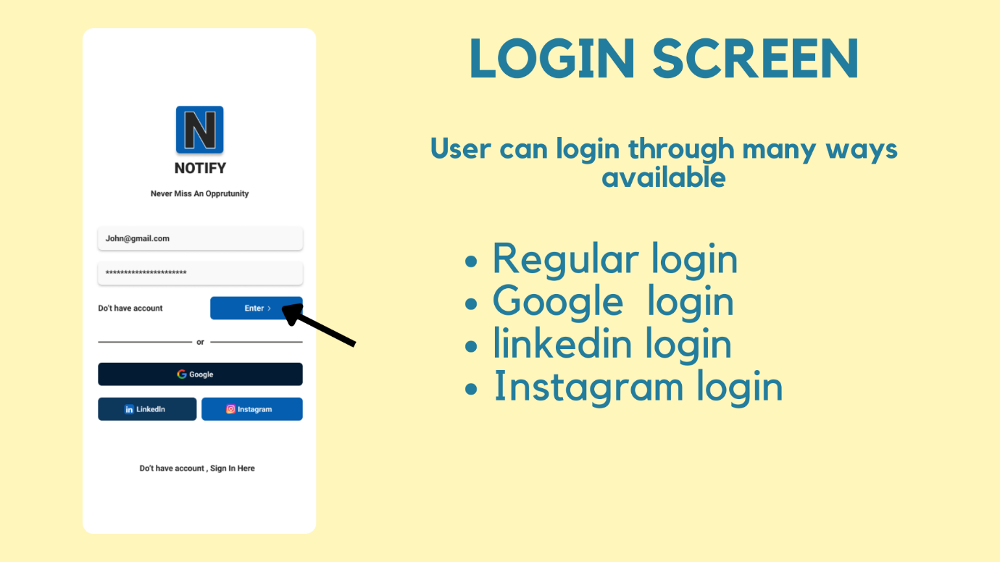 N
NOTIFY
Never Miss An Opprutunity
John@gmail.com
**********************
Do't have account
Enter >
or
Google
in LinkedIn
Instagram
Do't have account , Sign In Here
LOGIN SCREEN
User can login through many ways
available
• Regular login
• Google  login
• linkedin login
• Instagram login